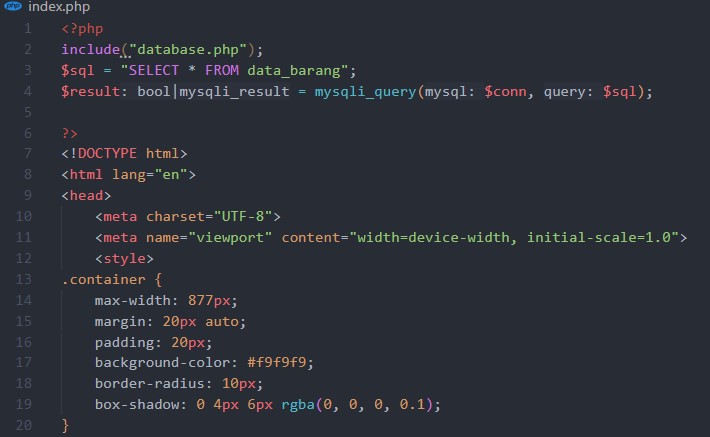 php index.php
1 <?php
2 include("database.php");
3 $sql = "SELECT * FROM data_barang";
4 $result: bool|mysqli_result = mysqli_query(mysql: $conn, query: $sql);
5
6 ?>
7 <!DOCTYPE html>
8 <html lang="en">
9 <head>
10     <meta charset="UTF-8">
11     <meta name="viewport" content="width=device-width, initial-scale=1.0">
12     <style>
13 .container {
14     max-width: 877px;
15     margin: 20px auto;
16     padding: 20px;
17     background-color: #f9f9f9;
18     border-radius: 10px;
19     box-shadow: 0 4px 6px rgba(0, 0, 0, 0.1);
20 }